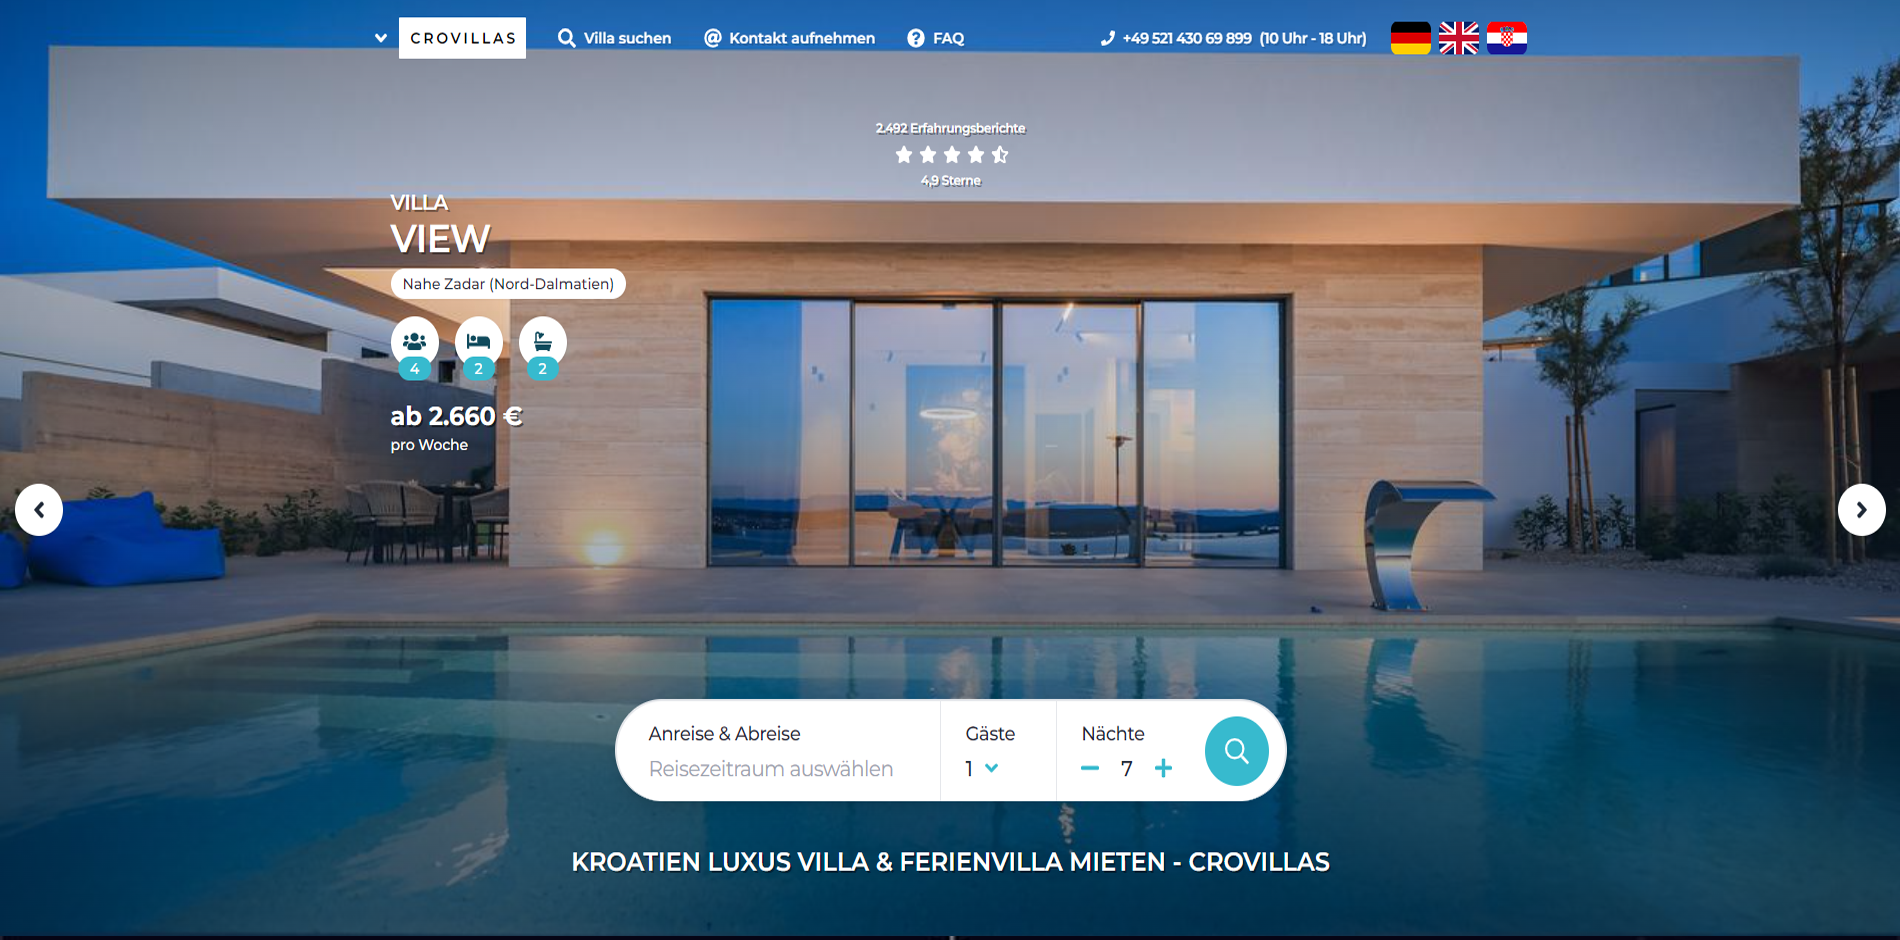 CROVILLAS
Villa suchen
Kontakt aufnehmen
FAQ
+49 521 430 69 899 (10 Uhr - 18 Uhr)
2.492 Erfahrungsberichte
4,9 Sterne
VILLA
VIEW
Nahe Zadar (Nord-Dalmatien)
4 2 2
ab 2.660 €
pro Woche
Anreise & Abreise Gäste Nächte
Reisezeitraum auswählen 1 7
KROATIEN LUXUS VILLA & FERIENVILLA MIETEN - CROVILLAS